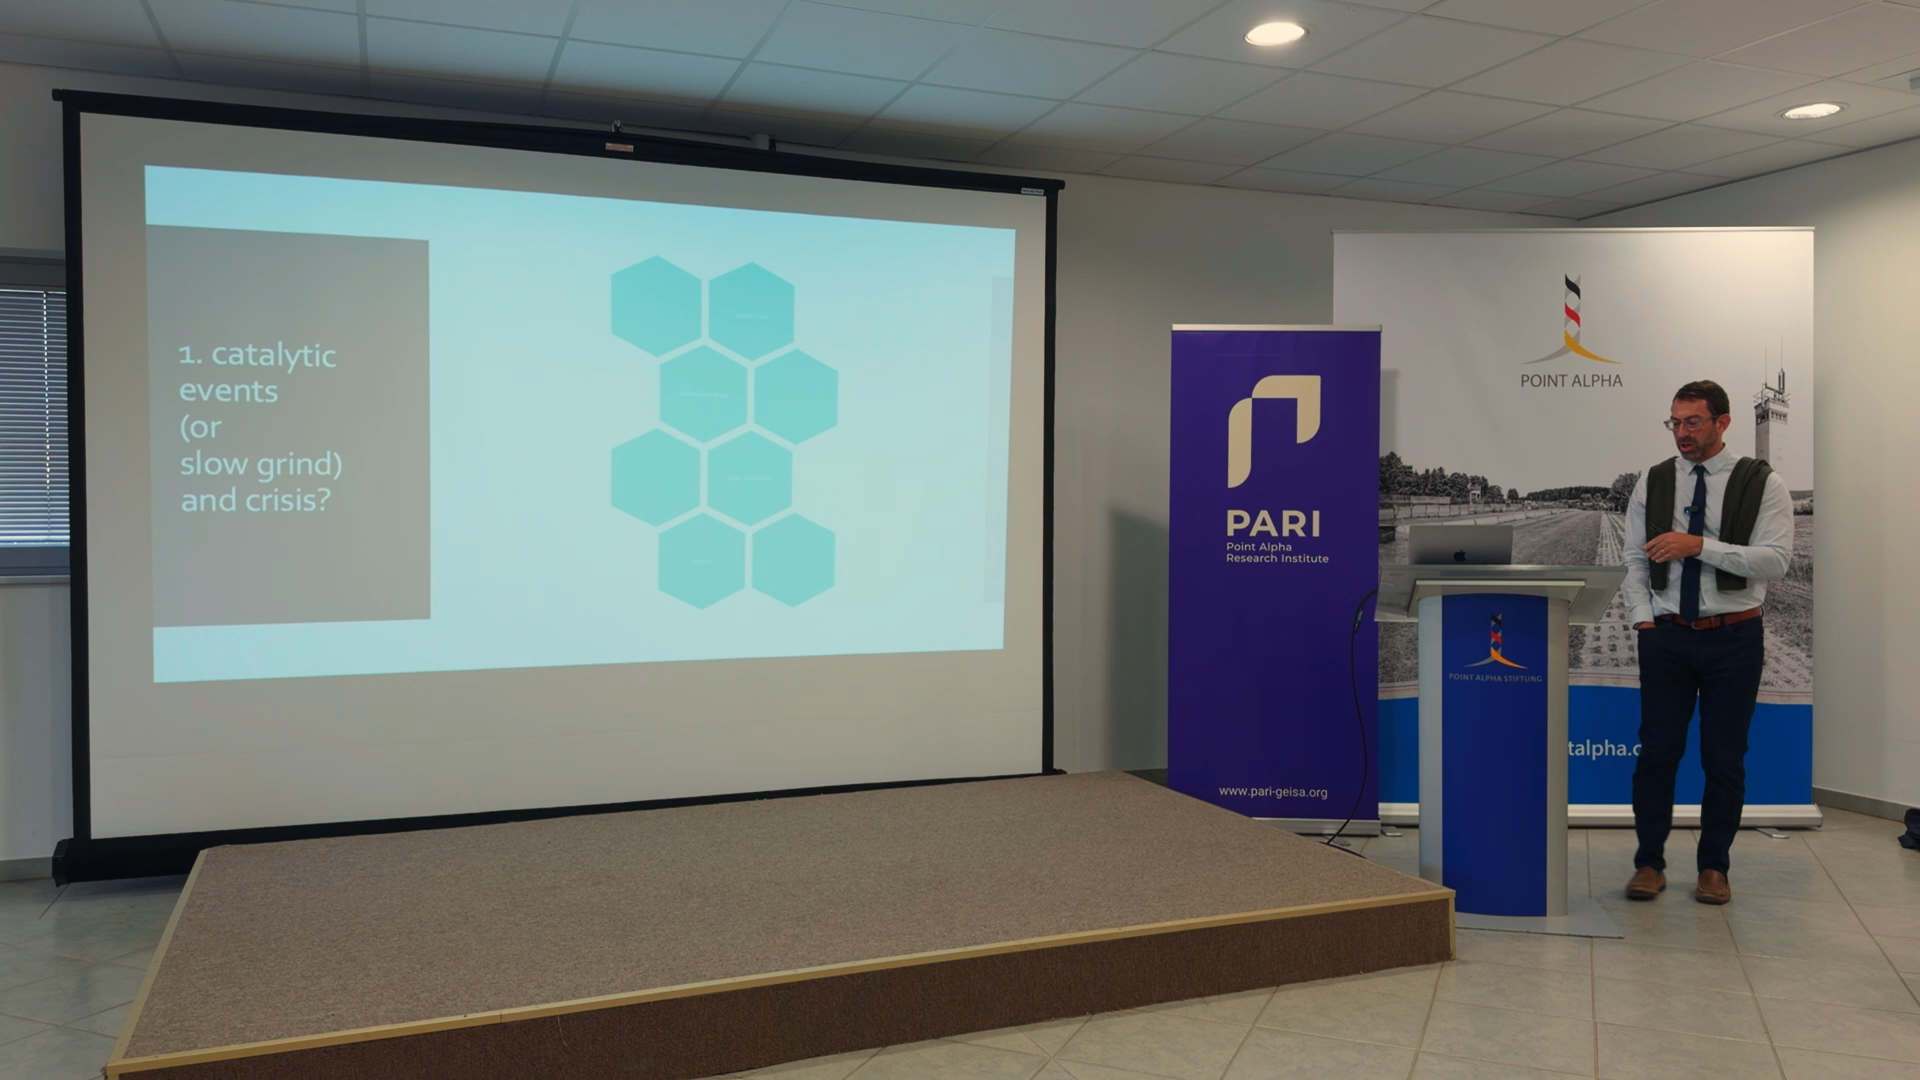 1. catalytic
events
(or
slow grind)
and crisis?
PARI
Point Alpha
Research Institute
www.pari-geisa.org
POINT ALPHA
POINT ALPHA STIFTUNG
talpha.c